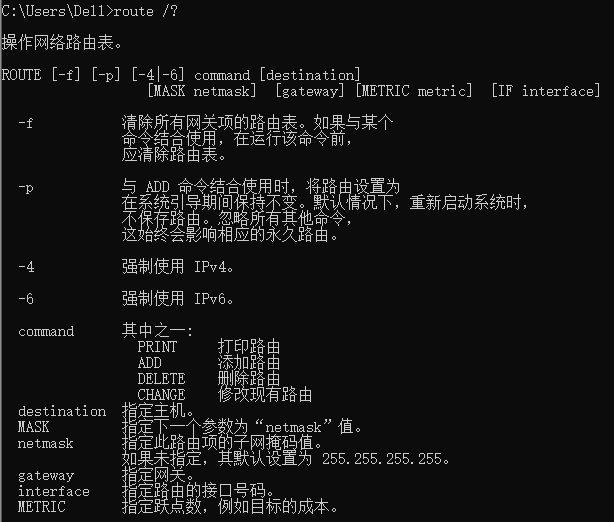 C:\Users\Dell>route /?
操作网络路由表。
ROUTE [-f] [-p] [-4|-6] command [destination]
[MASK netmask]  [gateway] [METRIC metric]  [IF interface]
-f           清除所有网关项的路由表。如果与某个
命令结合使用，在运行该命令前，
应清除路由表。
-p           与 ADD 命令结合使用时，将路由设置为
在系统引导期间保持不变。默认情况下，重新启动系统时，
不保存路由。忽略所有其他命令，
这始终会影响相应的永久路由。
-4           强制使用 IPv4。
-6           强制使用 IPv6。
command      其中之一:
PRINT     打印路由
ADD       添加路由
DELETE    删除路由
CHANGE    修改现有路由
destination  指定主机。
MASK         指定下一个参数为“netmask”值。
netmask      指定此路由项的子网掩码值。
如果未指定，其默认设置为 255.255.255.255。
gateway      指定网关。
interface    指定路由的接口号码。
METRIC       指定跃点数，例如目标的成本。